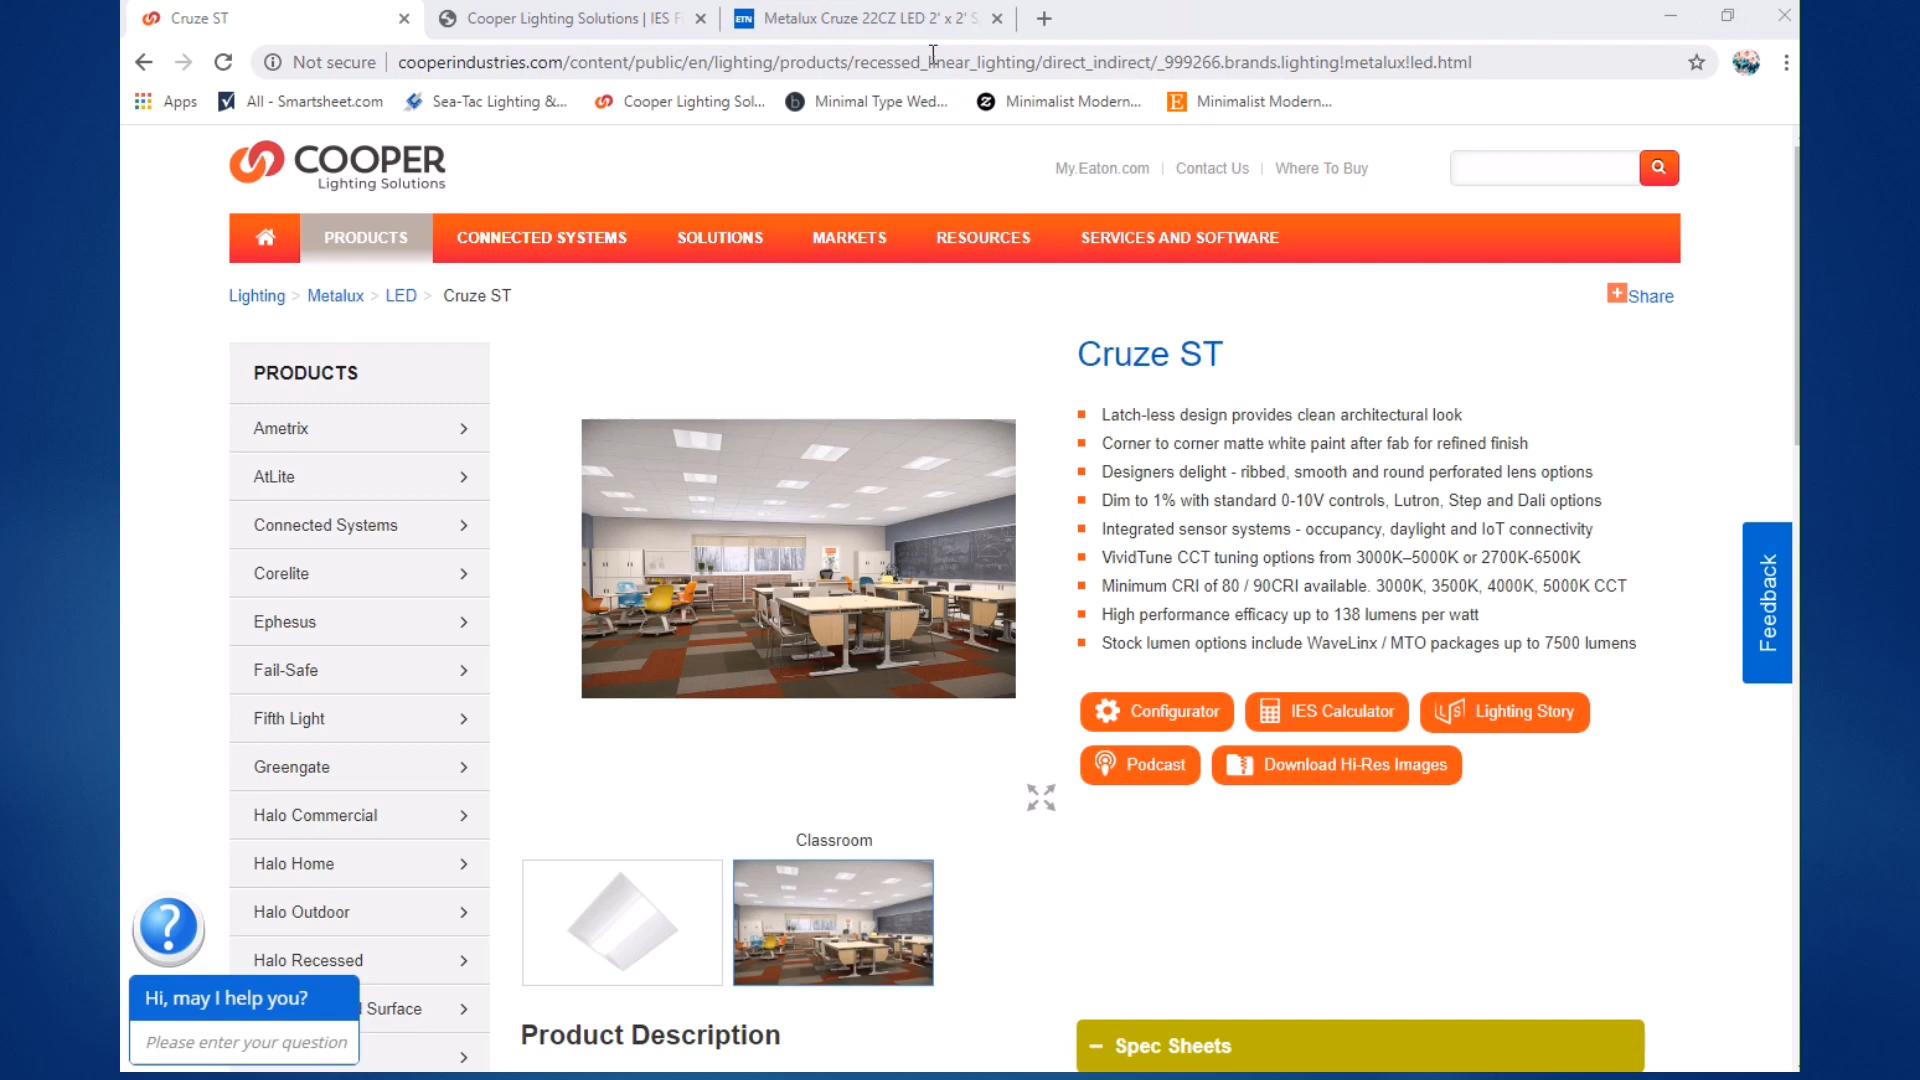 Cruze ST
Cooper Lighting Solutions | IES F
ETN Metalux Cruze 22CZ LED 2' x 2' S
Not secure | cooperindustries.com/content/public/en/lighting/products/recessed_linear_lighting/direct_indirect/_999266.brands.lighting!metalux!led.html
Apps All - Smartsheet.com Sea-Tac Lighting &... Cooper Lighting Sol... Minimal Type Wed... Minimalist Modern... Minimalist Modern...
COOPER
Lighting Solutions
My.Eaton.com | Contact Us | Where To Buy
PRODUCTS CONNECTED SYSTEMS SOLUTIONS MARKETS RESOURCES SERVICES AND SOFTWARE
Lighting > Metalux > LED > Cruze ST
Share
PRODUCTS
Ametrix
AtLite
Connected Systems
Corelite
Ephesus
Fail-Safe
Fifth Light
Greengate
Halo Commercial
Halo Home
Halo Outdoor
Halo Recessed
Surface
Hi, may I help you?
Please enter your question
Classroom
Product Description
Cruze ST
Latch-less design provides clean architectural look
Corner to corner matte white paint after fab for refined finish
Designers delight - ribbed, smooth and round perforated lens options
Dim to 1% with standard 0-10V controls, Lutron, Step and Dali options
Integrated sensor systems - occupancy, daylight and IoT connectivity
VividTune CCT tuning options from 3000K–5000K or 2700K-6500K
Minimum CRI of 80 / 90CRI available. 3000K, 3500K, 4000K, 5000K CCT
High performance efficacy up to 138 lumens per watt
Stock lumen options include WaveLinx / MTO packages up to 7500 lumens
Configurator
IES Calculator
LS Lighting Story
Podcast
Download Hi-Res Images
Spec Sheets
Feedback